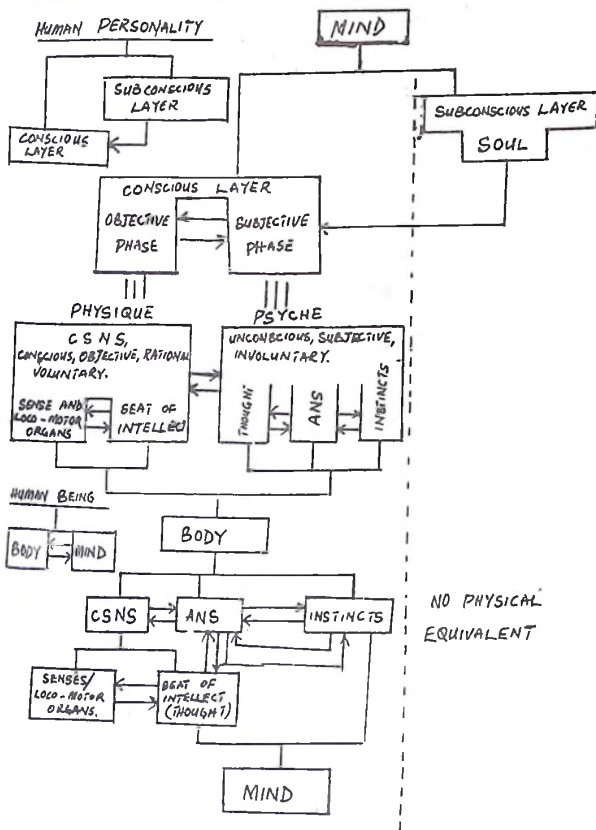 HUMAN PERSONALITY
MIND
SUBCONSCIOUS
LAYER
CONSCIOUS
LAYER
SUBCONSCIOUS LAYER
SOUL
CONSCIOUS LAYER
OBJECTIVE
PHASE
SUBJECTIVE
PHASE
PHYSIQUE
CSNS,
CONSCIOUS, OBJECTIVE, RATIONAL
VOLUNTARY.
SENSE AND
LOCO-MOTOR
ORGANS
SEAT OF
INTELLECT
PSYCHE
UNCONSCIOUS, SUBJECTIVE,
INVOLUNTARY.
THOUGHT
ANS
INSTINCTS
HUMAN BEING
BODY
MIND
BODY
CSNS
ANS
INSTINCTS
SENSES/
LOCO-MOTOR
ORGANS.
SEAT OF
INTELLECT
(THOUGHT)
MIND
NO PHYSICAL
EQUIVALENT